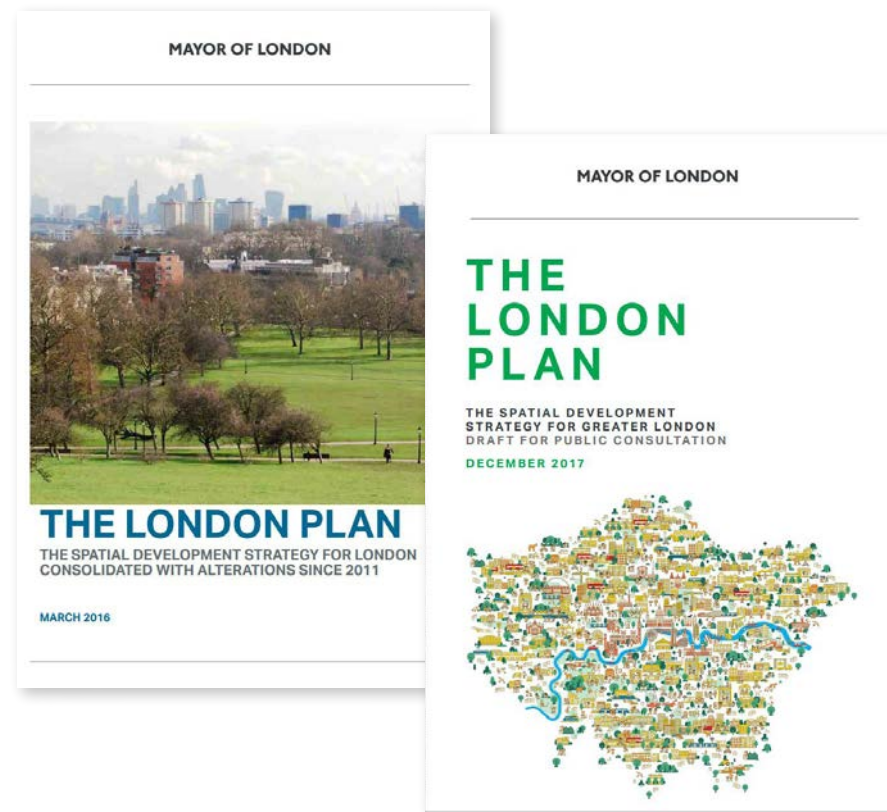 MAYOR OF LONDON
THE LONDON PLAN
THE SPATIAL DEVELOPMENT STRATEGY FOR LONDON
CONSOLIDATED WITH ALTERATIONS SINCE 2011
MARCH 2016
MAYOR OF LONDON
THE
LONDON
PLAN
THE SPATIAL DEVELOPMENT
STRATEGY FOR GREATER LONDON
DRAFT FOR PUBLIC CONSULTATION
DECEMBER 2017